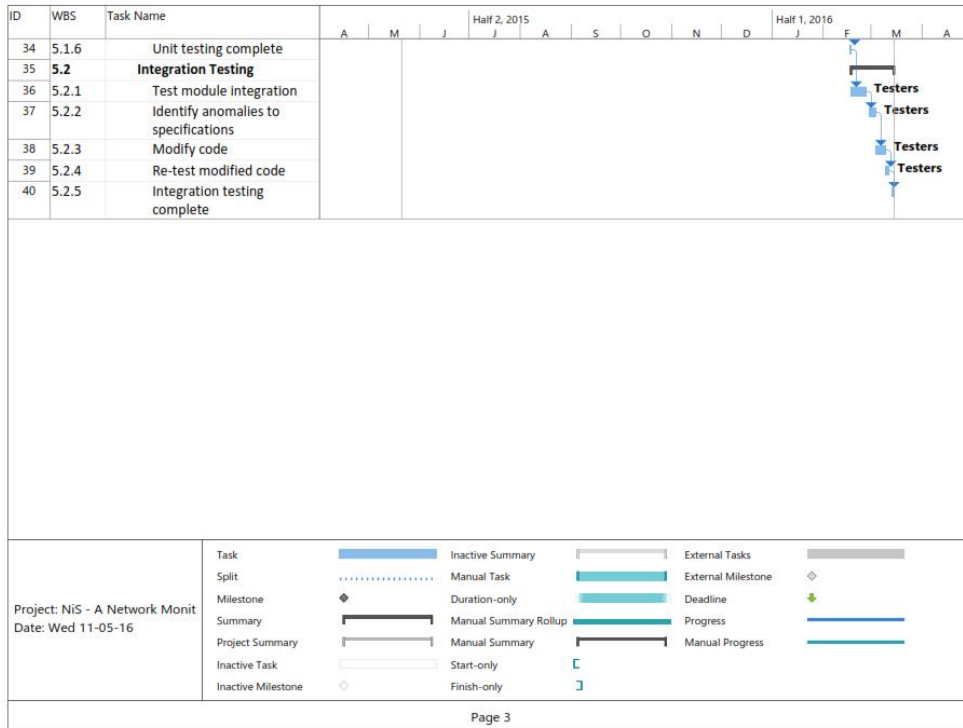 ID WBS Task Name Half 2, 2015 Half 1, 2016
A M J J A S O N D J F M A
34 5.1.6 Unit testing complete
35 5.2 Integration Testing
36 5.2.1 Test module integration Testers
37 5.2.2 Identify anomalies to Testers
specifications
38 5.2.3 Modify code Testers
39 5.2.4 Re-test modified code Testers
40 5.2.5 Integration testing
complete
Project: NiS - A Network Monit
Date: Wed 11-05-16
Task
Split
Milestone
Summary
Project Summary
Inactive Task
Inactive Milestone
Inactive Summary
Manual Task
Duration-only
Manual Summary Rollup
Manual Summary
Start-only
Finish-only
External Tasks
External Milestone
Deadline
Progress
Manual Progress
Page 3